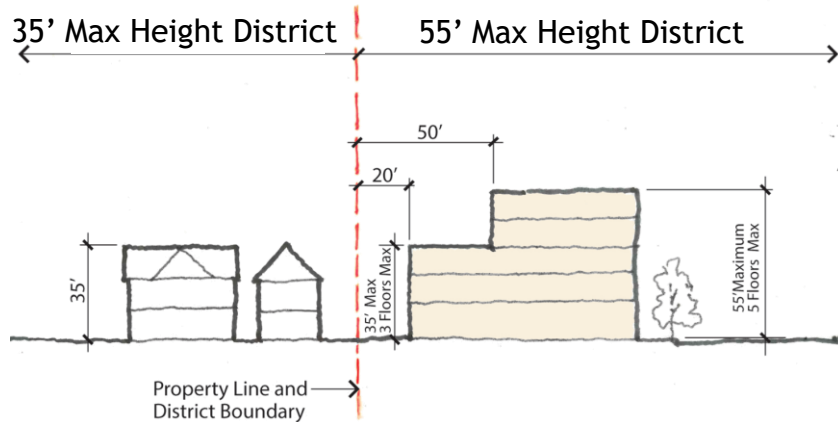 35’ Max Height District
55’ Max Height District
50’
20’
35’
35’ Max
3 Floors Max
55’Maximum
5 Floors Max
Property Line and
District Boundary